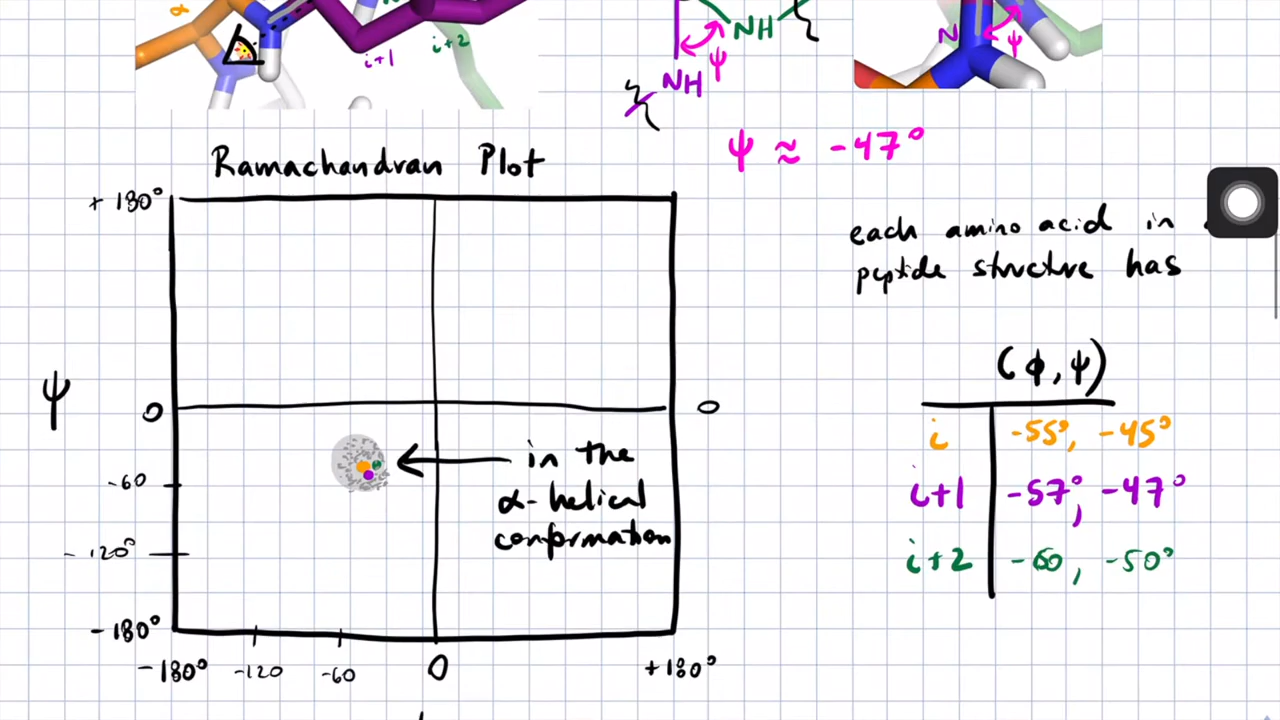 α
i+1
i+2
NH
ψ
NH
N
ψ
ψ ≈ -47°
Ramachandran Plot
+180°
each amino acid in
peptide structure has
ψ
0
0
(ϕ, ψ)
i -55°, -45°
i+1 -57°, -47°
i+2 -60, -50°
in the
α-helical
conformation
-60
-120°
-180°
-180° -120 -60 0 +180°